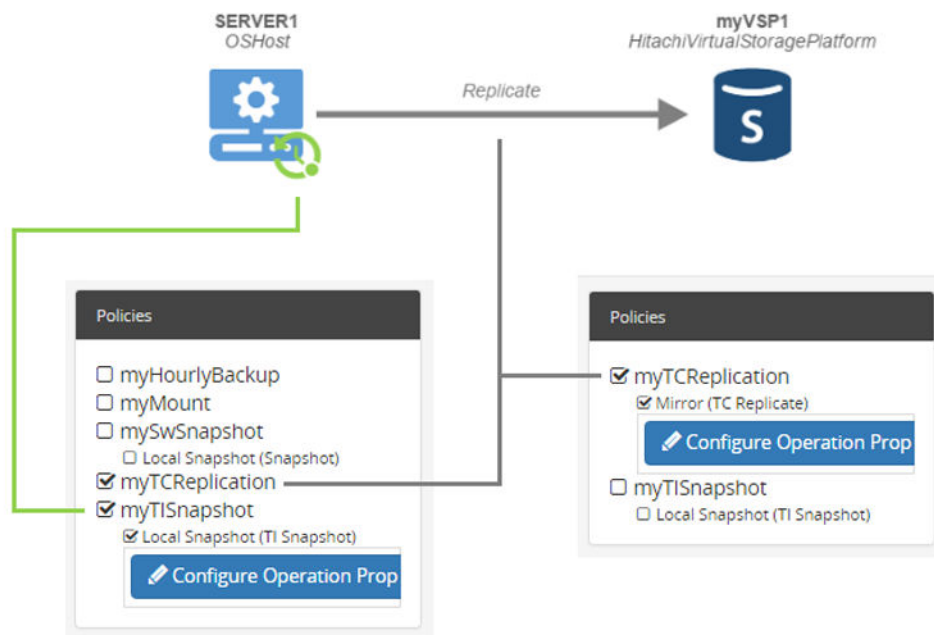 SERVER1
OSHost
myVSP1
HitachiVirtualStoragePlatform
Replicate
S
Policies
myHourlyBackup
myMount
mySwSnapshot
Local Snapshot (Snapshot)
myTCReplication
myTISnapshot
Local Snapshot (TI Snapshot)
Configure Operation Prop
Policies
myTCReplication
Mirror (TC Replicate)
Configure Operation Prop
myTISnapshot
Local Snapshot (TI Snapshot)